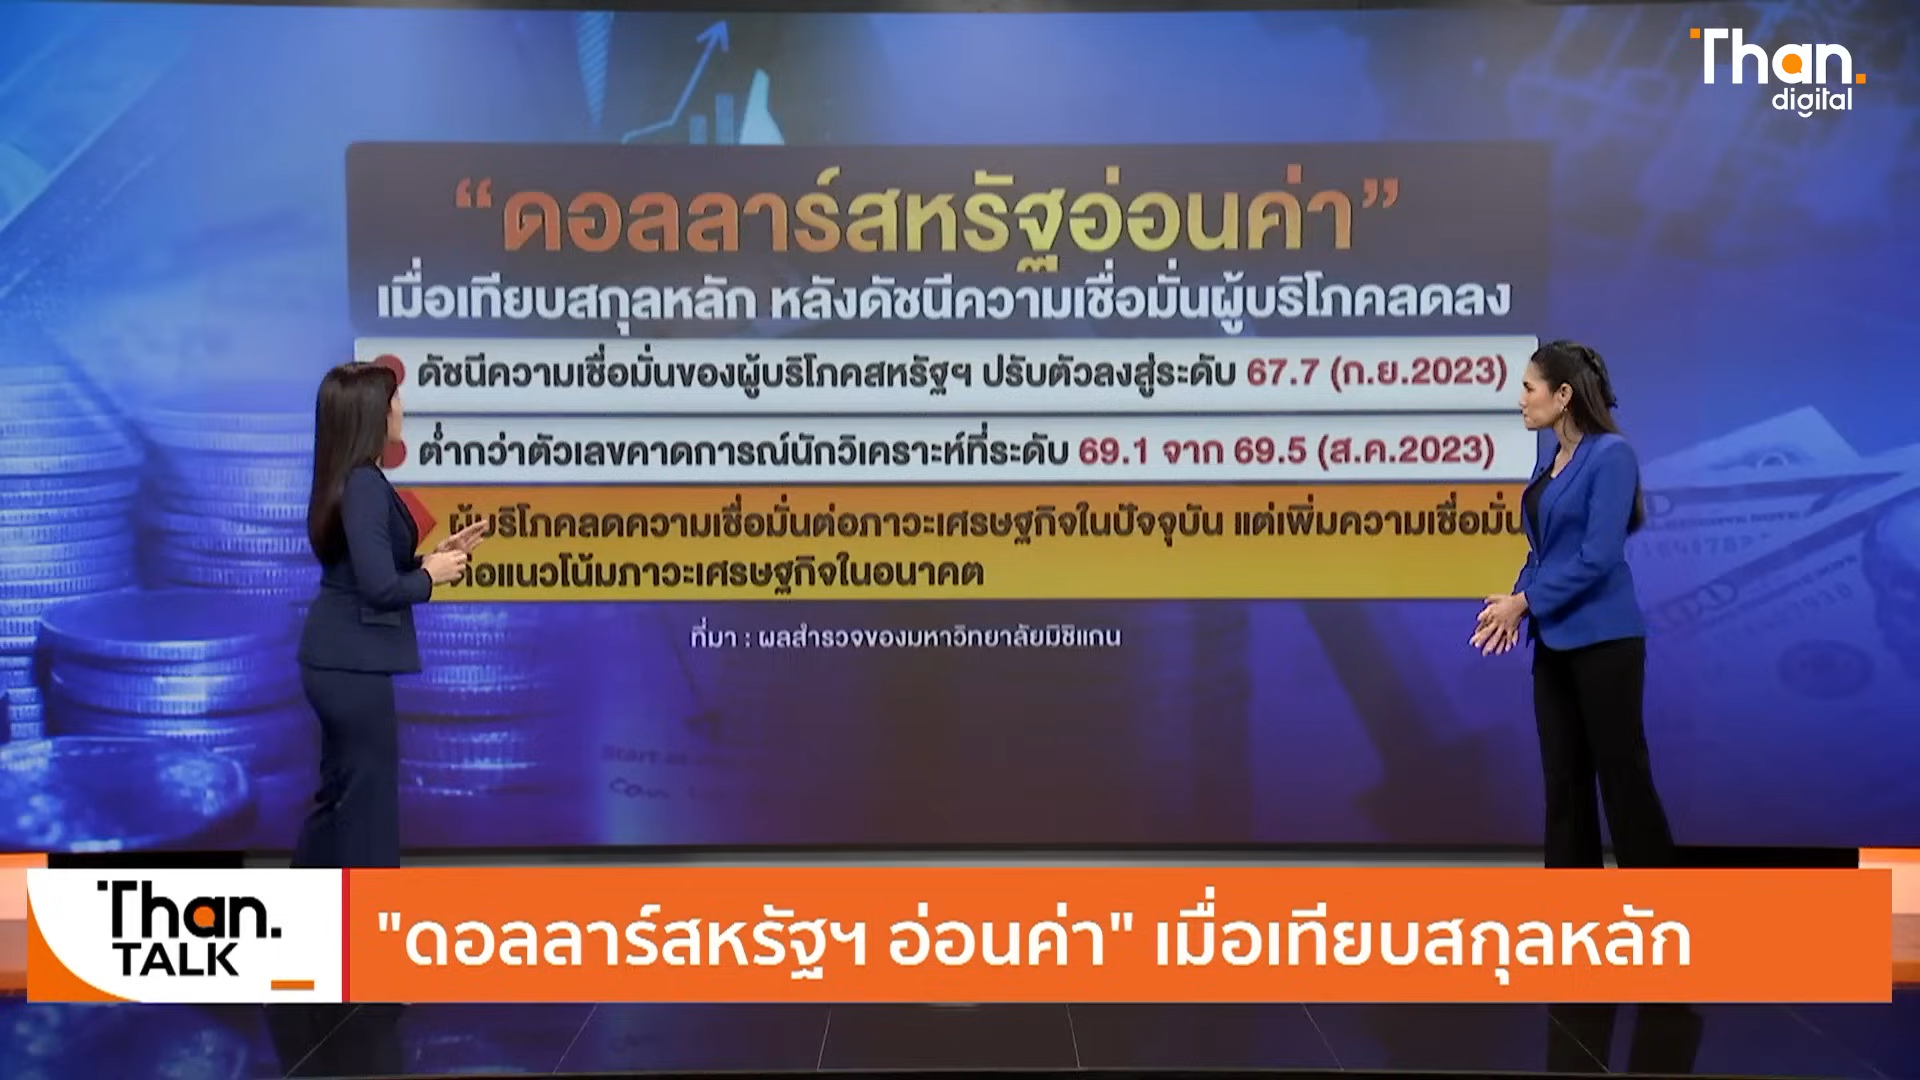 Than.
digital
“ดอลลาร์สหรัฐอ่อนค่า”
เมื่อเทียบสกุลหลัก หลังดัชนีความเชื่อมั่นผู้บริโภคลดลง
ดัชนีความเชื่อมั่นของผู้บริโภคสหรัฐฯ ปรับตัวลงสู่ระดับ 67.7 (ก.ย.2023)
ต่ำกว่าตัวเลขคาดการณ์นักวิเคราะห์ที่ระดับ 69.1 จาก 69.5 (ส.ค.2023)
ผู้บริโภคลดความเชื่อมั่นต่อภาวะเศรษฐกิจในปัจจุบัน แต่เพิ่มความเชื่อมั่น
ต่อแนวโน้มภาวะเศรษฐกิจในอนาคต
ที่มา : ผลสำรวจของมหาวิทยาลัยมิชิแกน
Than.
TALK
"ดอลลาร์สหรัฐฯ อ่อนค่า" เมื่อเทียบสกุลหลัก